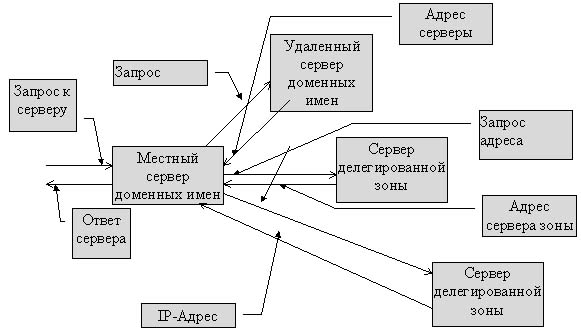 Адрес
серверы
Удаленный
сервер
доменных
имен
Запрос
Запрос к
серверу
Запрос
адреса
Местный
сервер
доменных имен
Сервер
делегированной
зоны
Ответ
сервера
Адрес
сервера зоны
Сервер
делегированной
зоны
IP-Адрес